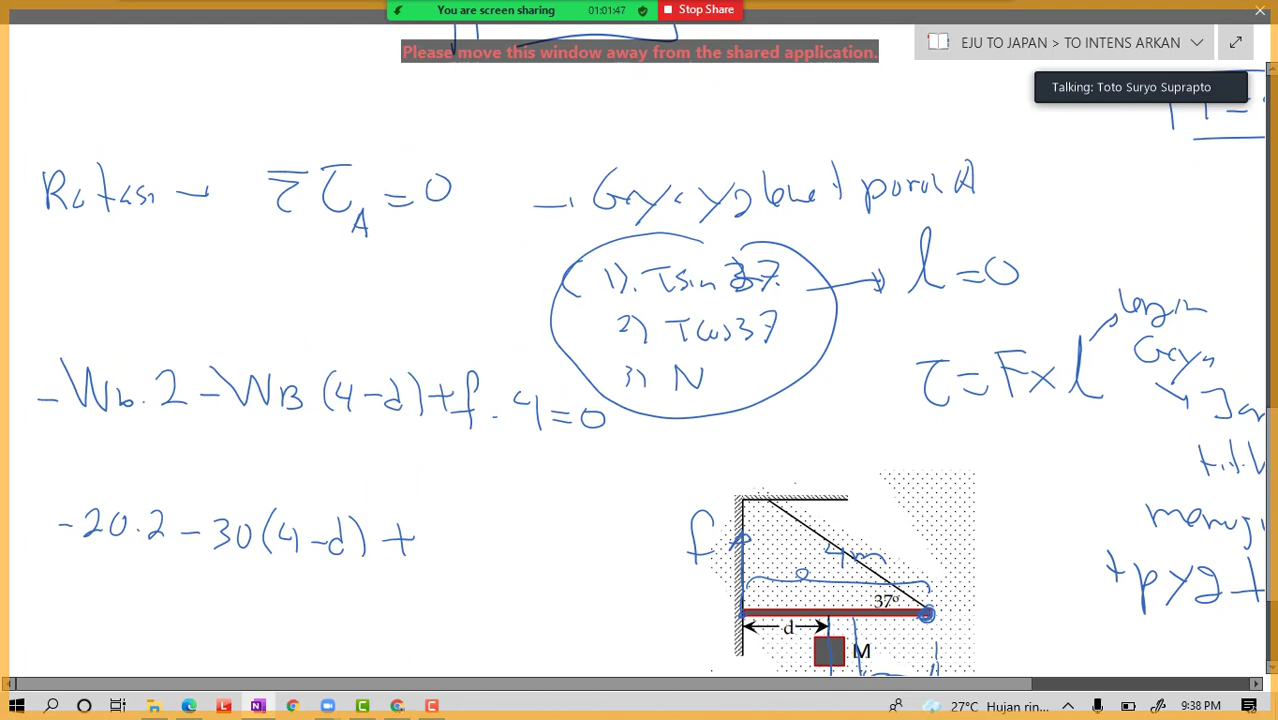 You are screen sharing 01:01:47 Stop Share
Please move this window away from the shared application.
EJU TO JAPAN > TO INTENS ARKAN
Talking: Toto Suryo Suprapto
Rotasi → Στ_A = 0 → Gaya yg lewat poros A
1). T sin 37.
l = 0
2) T cos 37
3) N
τ = F x l
lengan
Gaya
- Wb. 2 - WB (4-d) + f . 4 = 0
-20.2 - 30(4-d) +
f
4m
37°
d
M
27°C Hujan rin...
9:38 PM